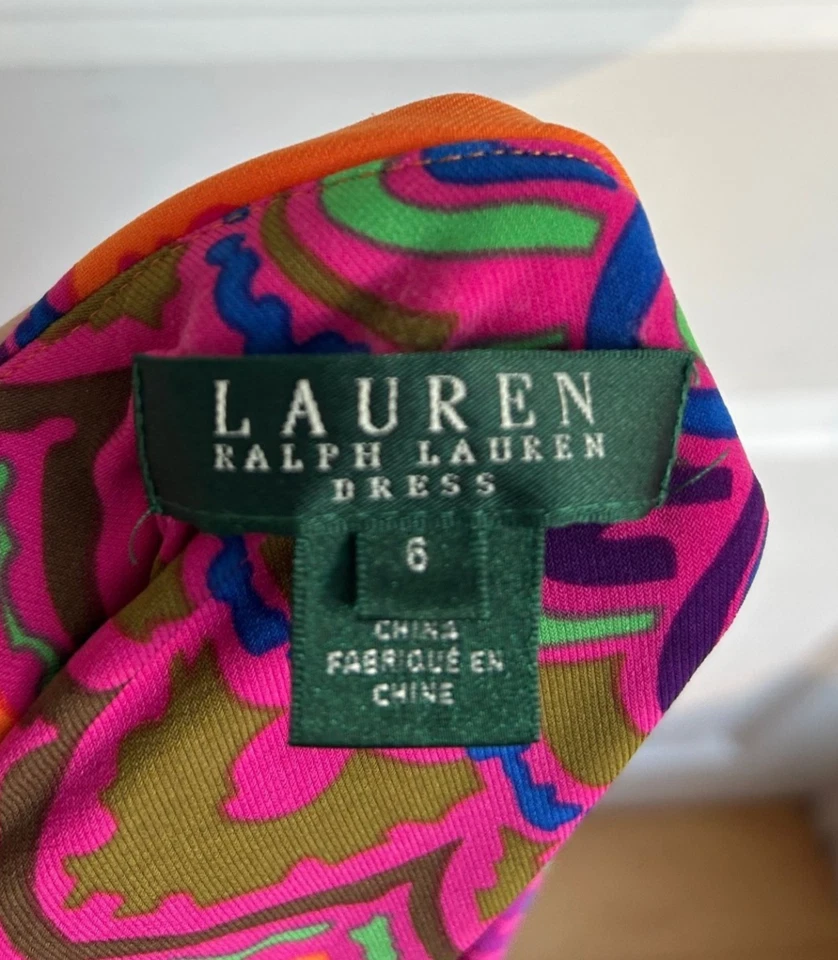 LAUREN
RALPH LAUREN
DRESS
6
CHINA
FABRIQUÉ EN
CHINE